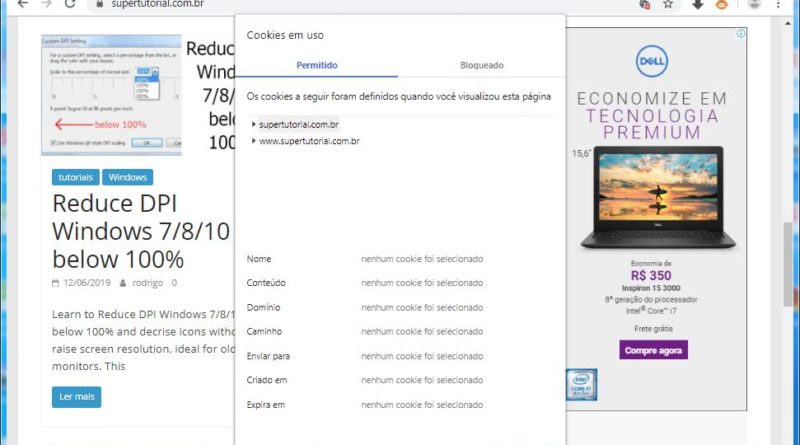 supertutorial.com.br
Custom DPI Setting
For a custom DPI setting, select a percentage from the list, or drag the ruler with your mouse.
Scale to this percentage of normal size:
100%
9 point Segoe UI at 96 pixels per inch.
below 100%
Use Windows XP style DPI scaling
OK
Cancel
Reduce
Wind
7/8/
belo
100%
tutoriais
Windows
Reduce DPI
Windows 7/8/10
below 100%
12/06/2019 rodrigo 0
Learn to Reduce DPI Windows 7/8/1
below 100% and decrise icons witho
raise screen resolution, ideal for old
monitors. This
Ler mais
Cookies em uso
Permitido
Bloqueado
Os cookies a seguir foram definidos quando você visualizou esta página
supertutorial.com.br
www.supertutorial.com.br
Nome nenhum cookie foi selecionado
Conteúdo nenhum cookie foi selecionado
Domínio nenhum cookie foi selecionado
Caminho nenhum cookie foi selecionado
Enviar para nenhum cookie foi selecionado
Criado em nenhum cookie foi selecionado
Expira em nenhum cookie foi selecionado
DELL
ECONOMIZE EM
TECNOLOGIA
PREMIUM
15,6"
Economia de
R$ 350
Inspiron 15 3000
8ª geração do processador
Intel® Core™ i7
Frete grátis
Compre agora
intel
CORE i7